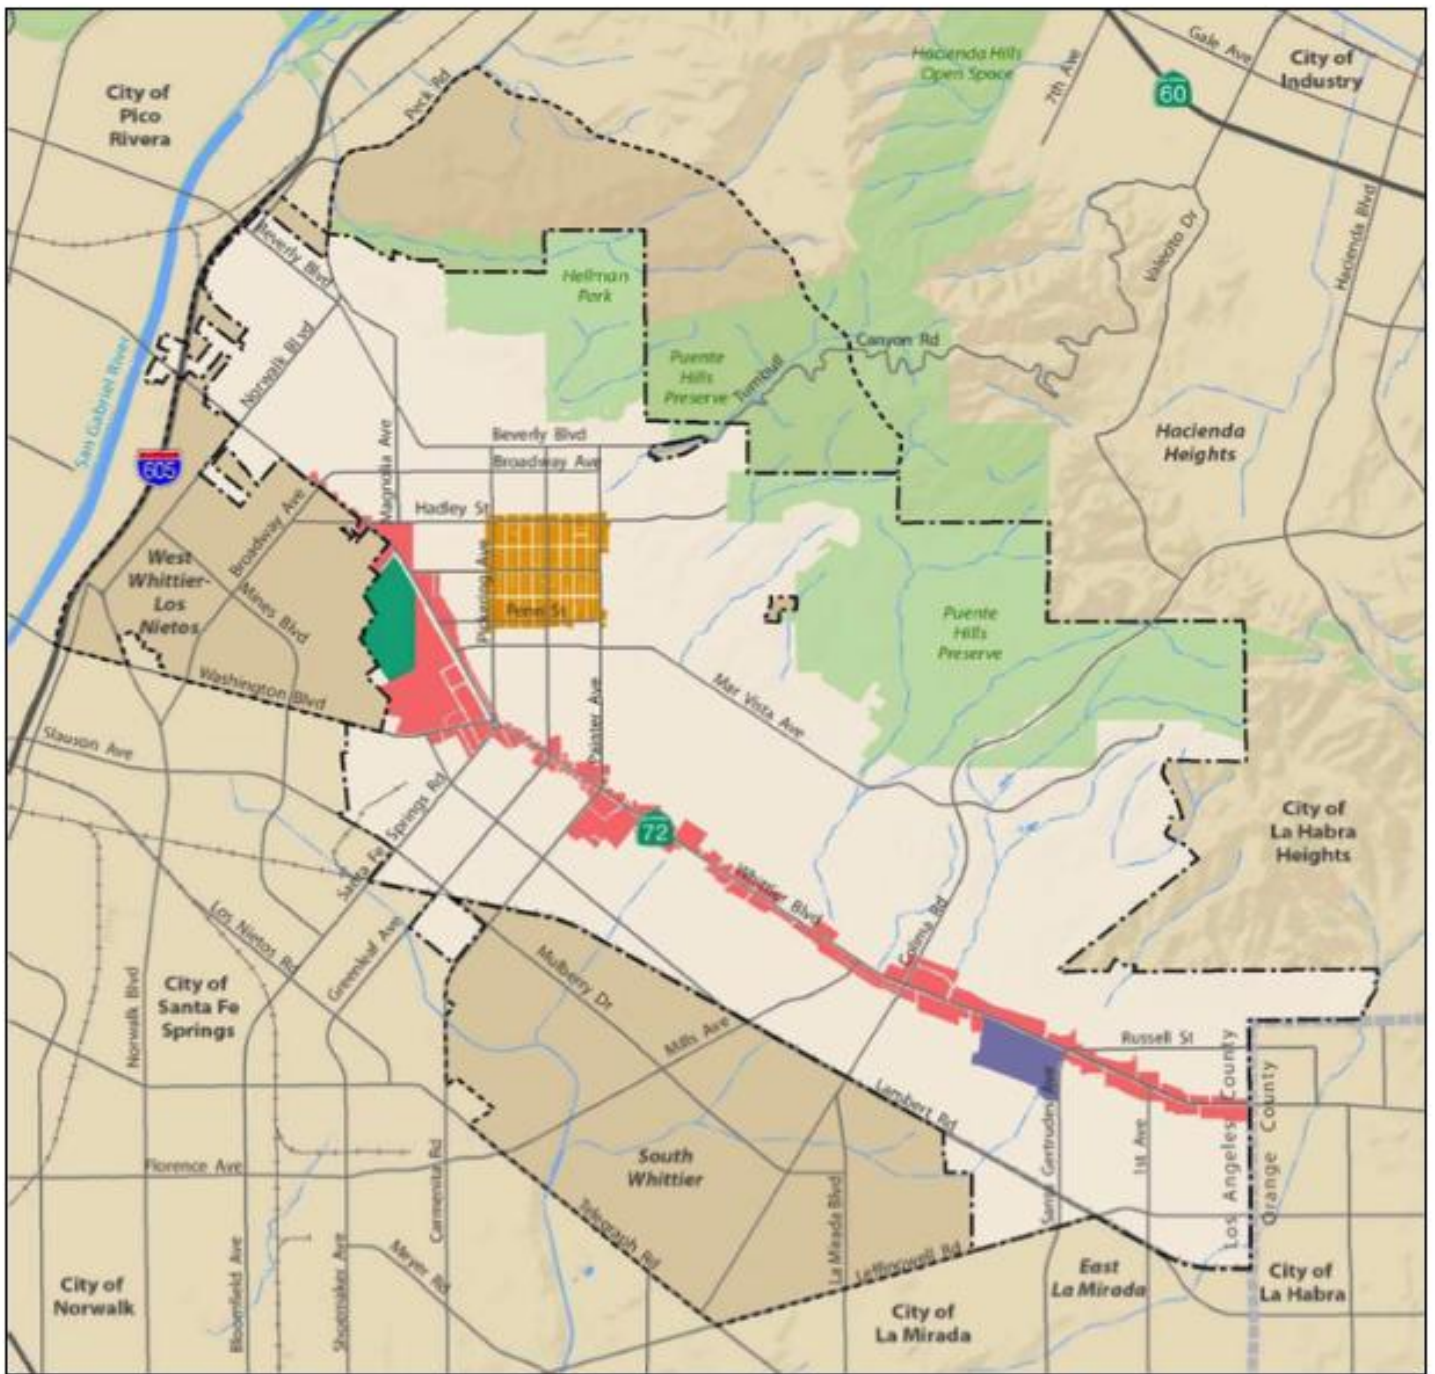 City of
Pico
Rivera
Peck Rd
Hacienda Hills
Open Space
7th Ave
60
Gale Ave
City of
Industry
Hacienda Blvd
Valecito Dr
Beverly Blvd
Hellman
Park
Norwalk Blvd
San Gabriel River
Canyon Rd
Puente
Hills
Preserve
Turnbull
Magnolia Ave
Beverly Blvd
Broadway Ave
Hacienda
Heights
605
Hadley St
Broadway Ave
Pickering Ave
West
Whittier-
Los
Nietos
Mines Blvd
Penn St
Puente
Hills
Preserve
Washington Blvd
Painter Ave
Mar Vista Ave
Slauson Ave
Santa Fe Springs Rd
72
City of
La Habra
Heights
Whittier Blvd
Los Nietos Rd
Greenleaf Ave
Colima Rd
Mulberry Dr
City of
Santa Fe
Springs
Norwalk Blvd
Mills Ave
Russell St
Los Angeles County
Orange County
Lambert Rd
Santa Gertrudes Ave
1st Ave
Florence Ave
Carmenita Rd
South
Whittier
Telegraph Rd
La Mirada Blvd
Leffingwell Rd
Bloomfield Ave
Shoemaker Ave
Meyer Rd
City of
Norwalk
East
La Mirada
City of
La Habra
City of
La Mirada